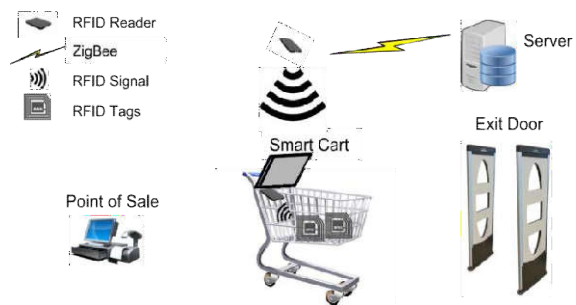 RFID Reader
ZigBee
RFID Signal
RFID Tags
Server
Exit Door
Smart Cart
Point of Sale